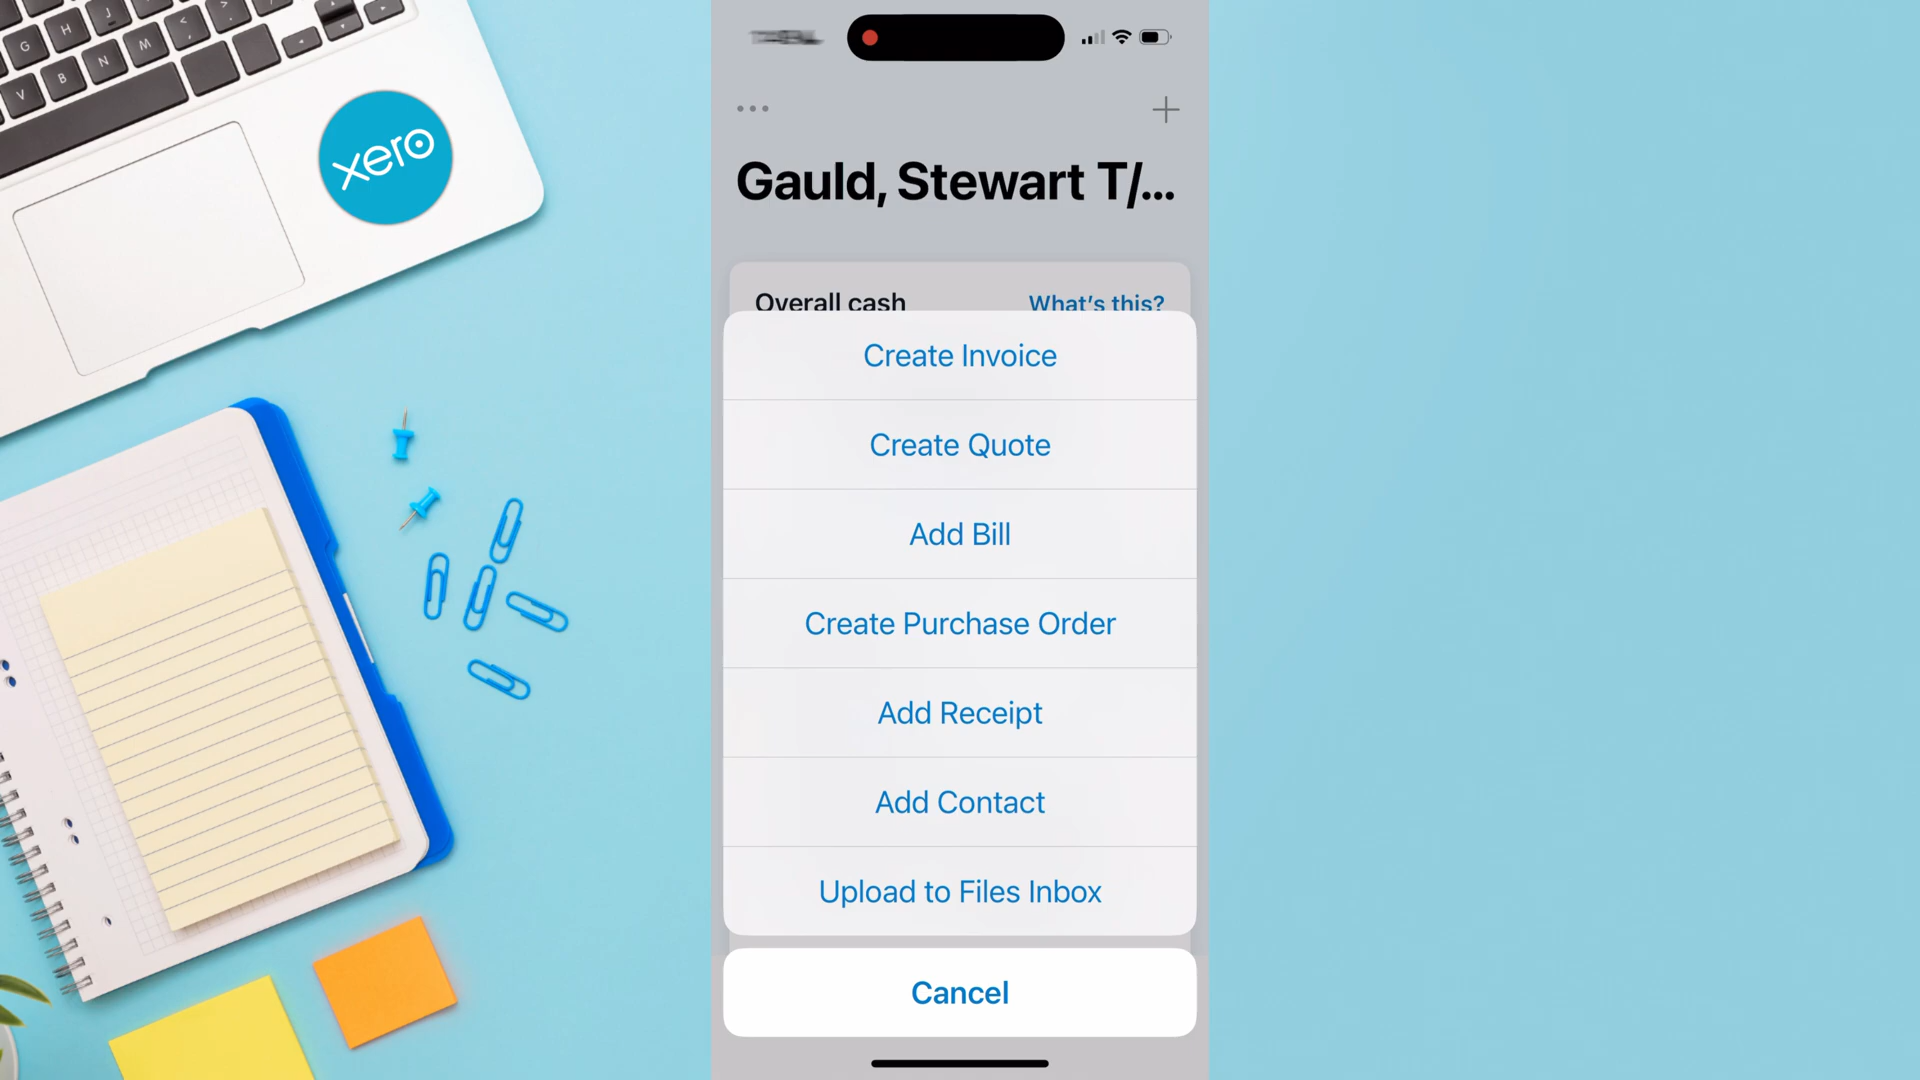 G
H
J
<
>
V
B
N
M
xero
Gauld, Stewart T/...
Overall cash
What's this?
Create Invoice
Create Quote
Add Bill
Create Purchase Order
Add Receipt
Add Contact
Upload to Files Inbox
Cancel